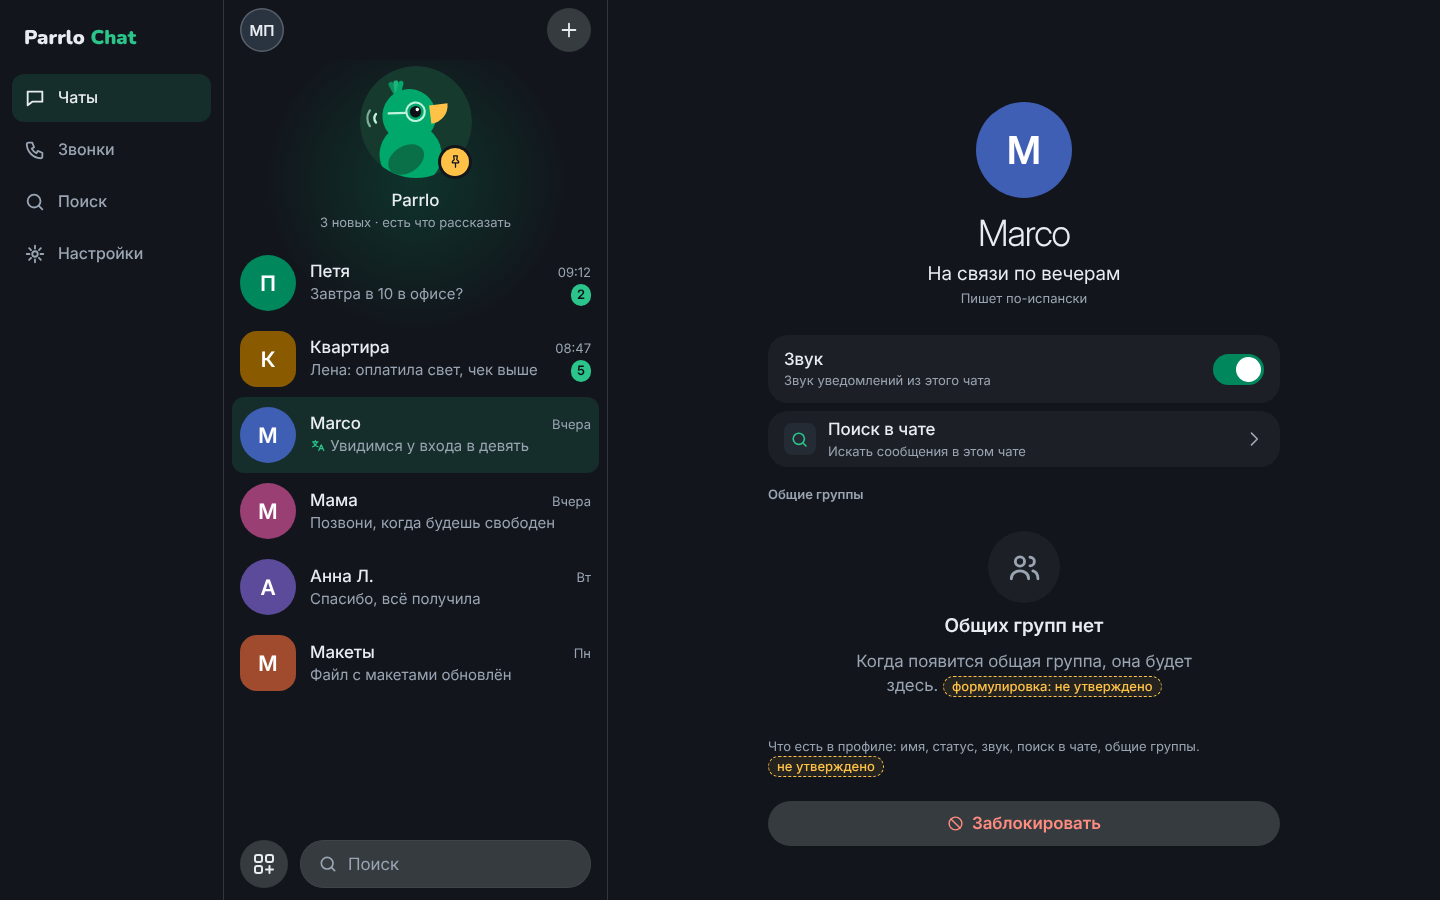 Parrlo Chat
Чаты
Звонки
Поиск
Настройки
МП
Parrlo
3 новых · есть что рассказать
П
Петя
09:12
Завтра в 10 в офисе?
2
К
Квартира
08:47
Лена: оплатила свет, чек выше
5
M
Marco
Вчера
Увидимся у входа в девять
М
Мама
Вчера
Позвони, когда будешь свободен
А
Анна Л.
Вт
Спасибо, всё получила
М
Макеты
Пн
Файл с макетами обновлён
Поиск
M
Marco
На связи по вечерам
Пишет по-испански
Звук
Звук уведомлений из этого чата
Поиск в чате
Искать сообщения в этом чате
Общие группы
Общих групп нет
Когда появится общая группа, она будет
здесь. формулировка: не утверждено
Что есть в профиле: имя, статус, звук, поиск в чате, общие группы.
не утверждено
Заблокировать